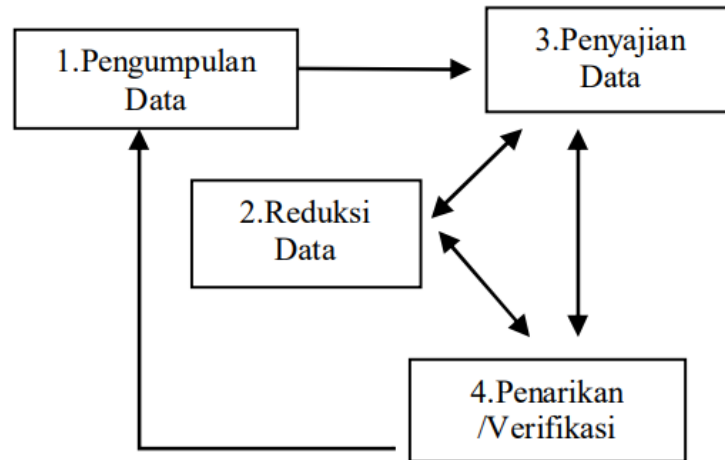 1.Pengumpulan
Data
3.Penyajian
Data
2.Reduksi
Data
4.Penarikan
/Verifikasi